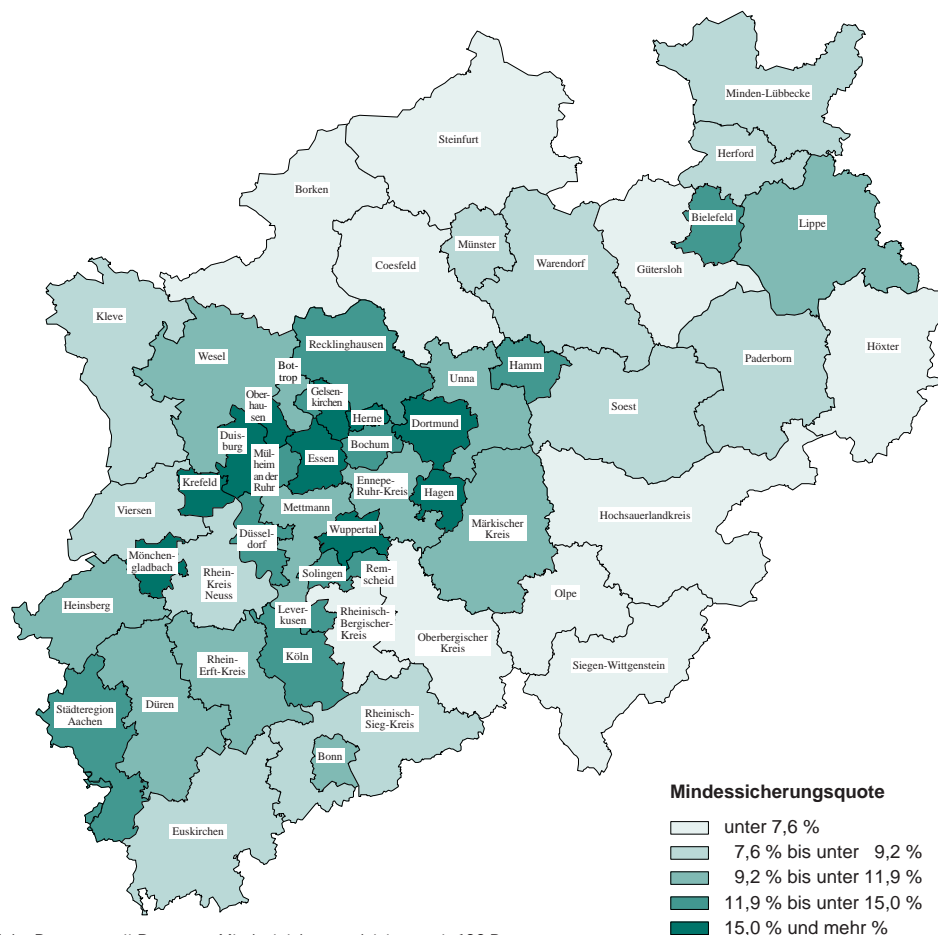 Minden-Lübbecke
Steinfurt
Herford
Borken
Bielefeld
Lippe
Münster
Coesfeld
Warendorf
Gütersloh
Kleve
Höxter
Recklinghausen
Wesel
Paderborn
Bot-
trop
Hamm
Unna
Ober-
hau-
sen
Gelsen-
kirchen
Soest
Herne
Dortmund
Duis-
burg
Bochum
Mül-
heim
an der
Ruhr
Essen
Krefeld
Ennepe-
Ruhr-Kreis
Hagen
Viersen
Mettmann
Hochsauerlandkreis
Märkischer
Kreis
Wuppertal
Düssel-
dorf
Mönchen-
gladbach
Solingen
Rem-
scheid
Rhein-
Kreis
Neuss
Olpe
Heinsberg
Lever-
kusen
Rheinisch-
Bergischer-
Kreis
Oberbergischer
Kreis
Köln
Rhein-
Erft-Kreis
Siegen-Wittgenstein
Düren
Städteregion
Aachen
Rheinisch-
Sieg-Kreis
Bonn
Euskirchen
Mindessicherungsquote
unter 7,6 %
7,6 % bis unter 9,2 %
9,2 % bis unter 11,9 %
11,9 % bis unter 15,0 %
15,0 % und mehr %